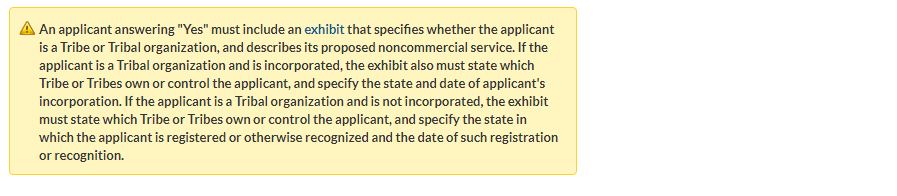 An applicant answering "Yes" must include an exhibit that specifies whether the applicant
is a Tribe or Tribal organization, and describes its proposed noncommercial service. If the
applicant is a Tribal organization and is incorporated, the exhibit also must state which
Tribe or Tribes own or control the applicant, and specify the state and date of applicant's
incorporation. If the applicant is a Tribal organization and is not incorporated, the exhibit
must state which Tribe or Tribes own or control the applicant, and specify the state in
which the applicant is registered or otherwise recognized and the date of such registration
or recognition.